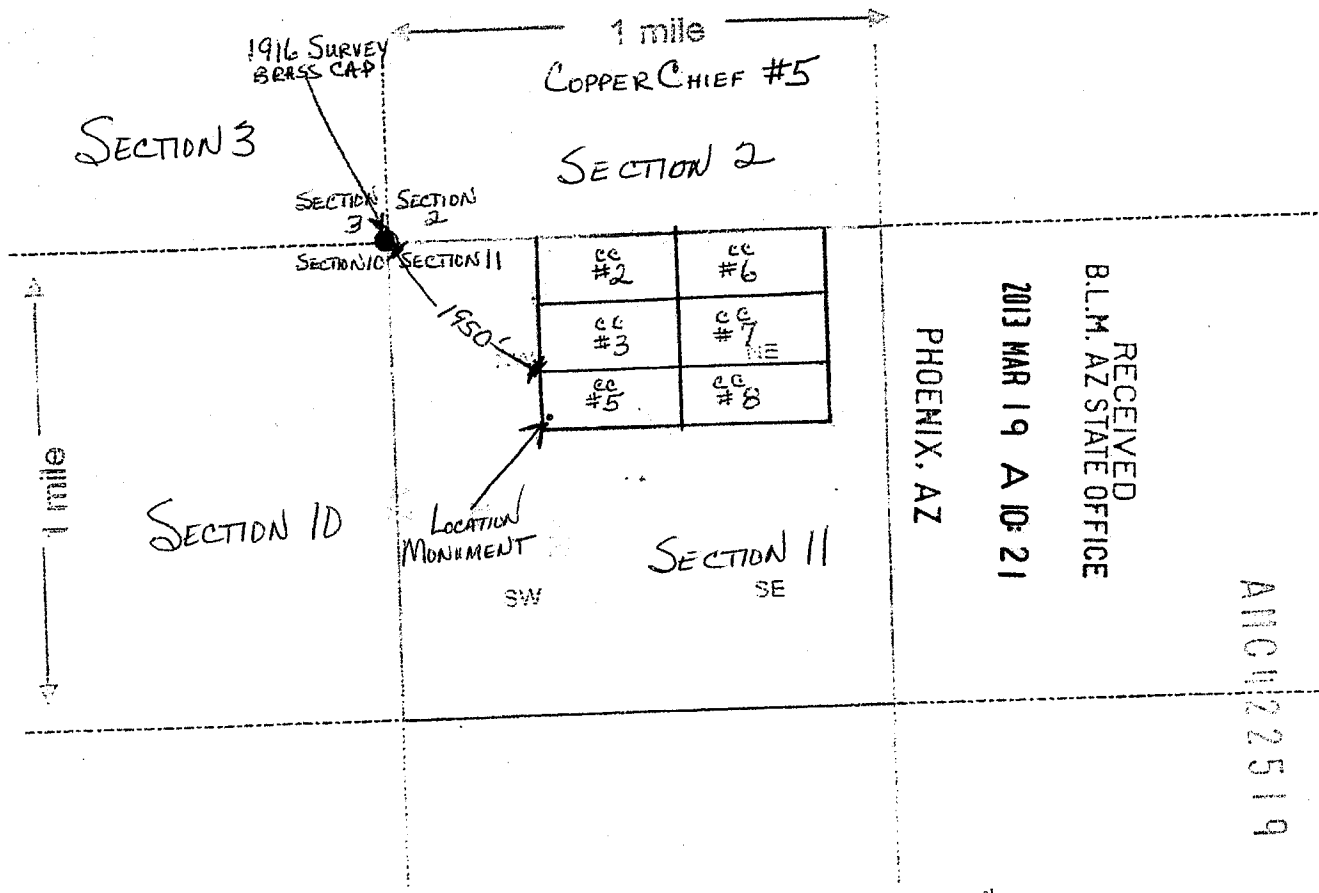 1 mile
1916 SURVEY
BRASS CAP
COPPER CHIEF #5
SECTION 3
SECTION 2
SECTION
3
SECTION
2
SECTION 10
SECTION 11
1950'
CC
#2
CC
#6
CC
#3
CC
#7
NE
CC
#5
CC
#8
1 mile
SECTION 10
LOCATION
MONUMENT
SECTION 11
SW
SE
RECEIVED
B.L.M. AZ STATE OFFICE
2013 MAR 19 A 10: 21
PHOENIX, AZ